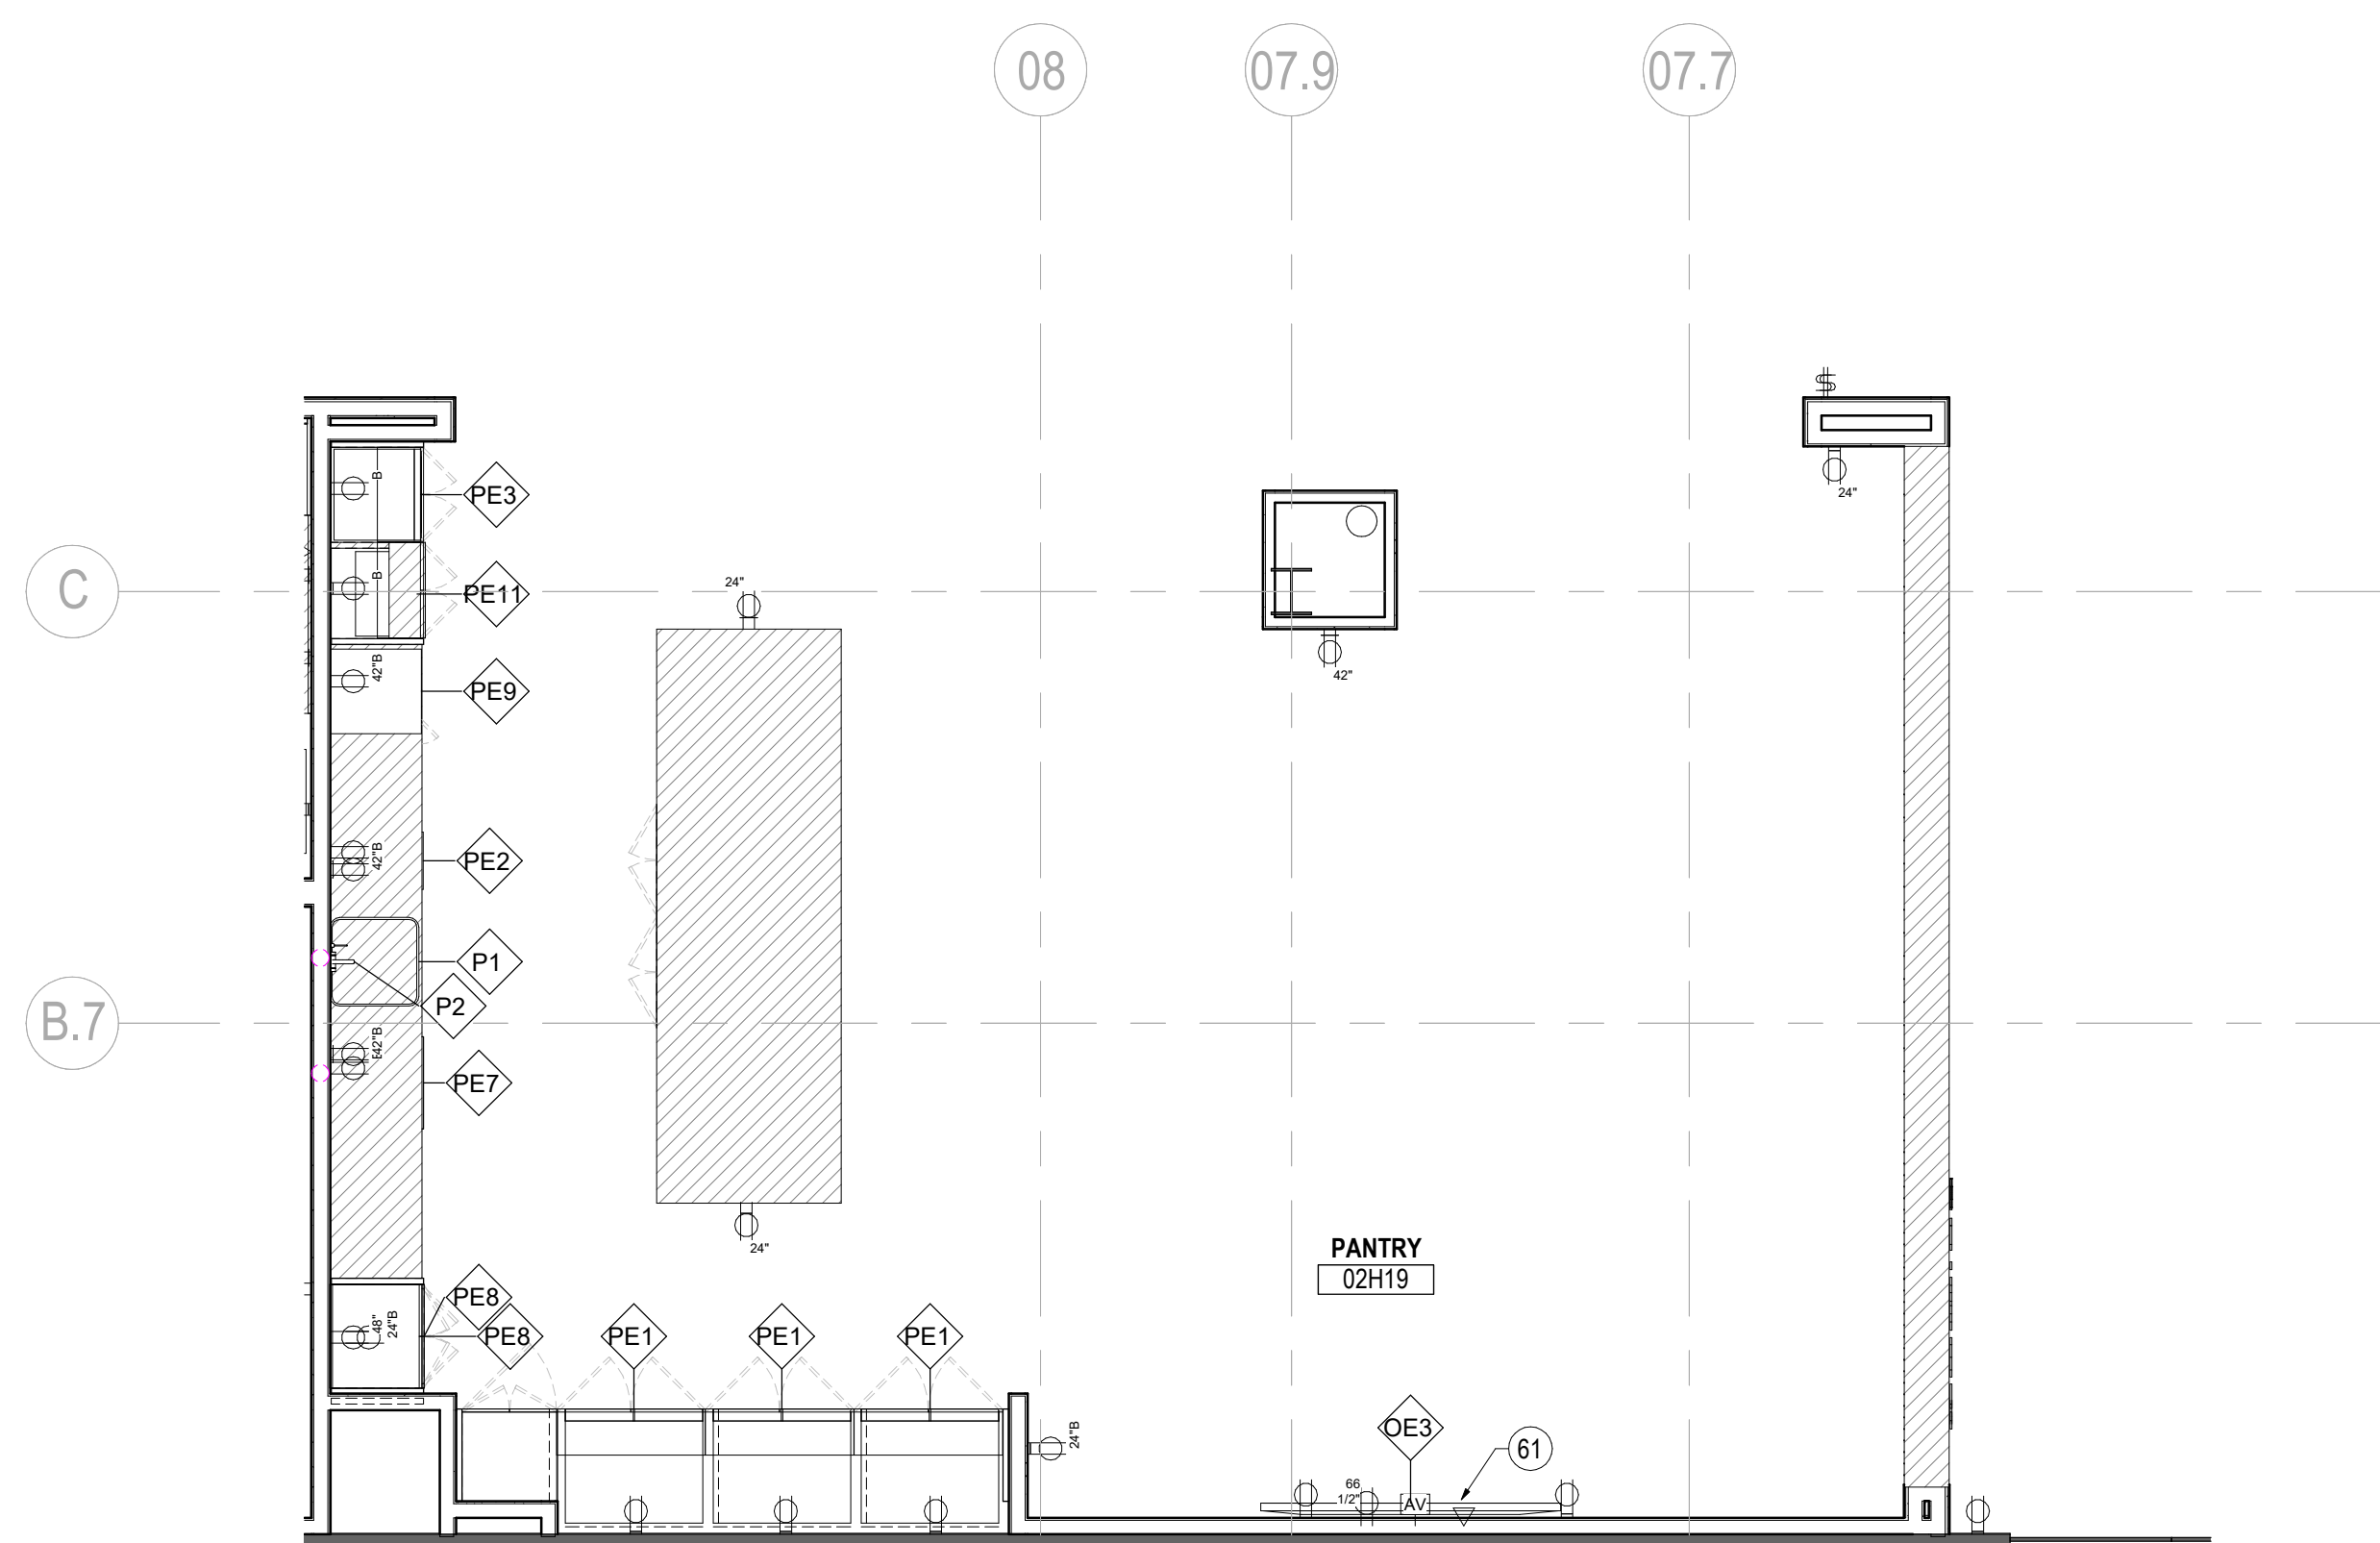 08
07.9
07.7
$
24"
B
PE3
B
PE11
C
24"
42"
42"B
PE9
42"B
PE2
P1
P2
B.7
42"B
PE7
PANTRY
02H19
PE8
48"
24"B
PE8
PE1
PE1
PE1
OE3
24"B
61
66
1/2"
AV
24"